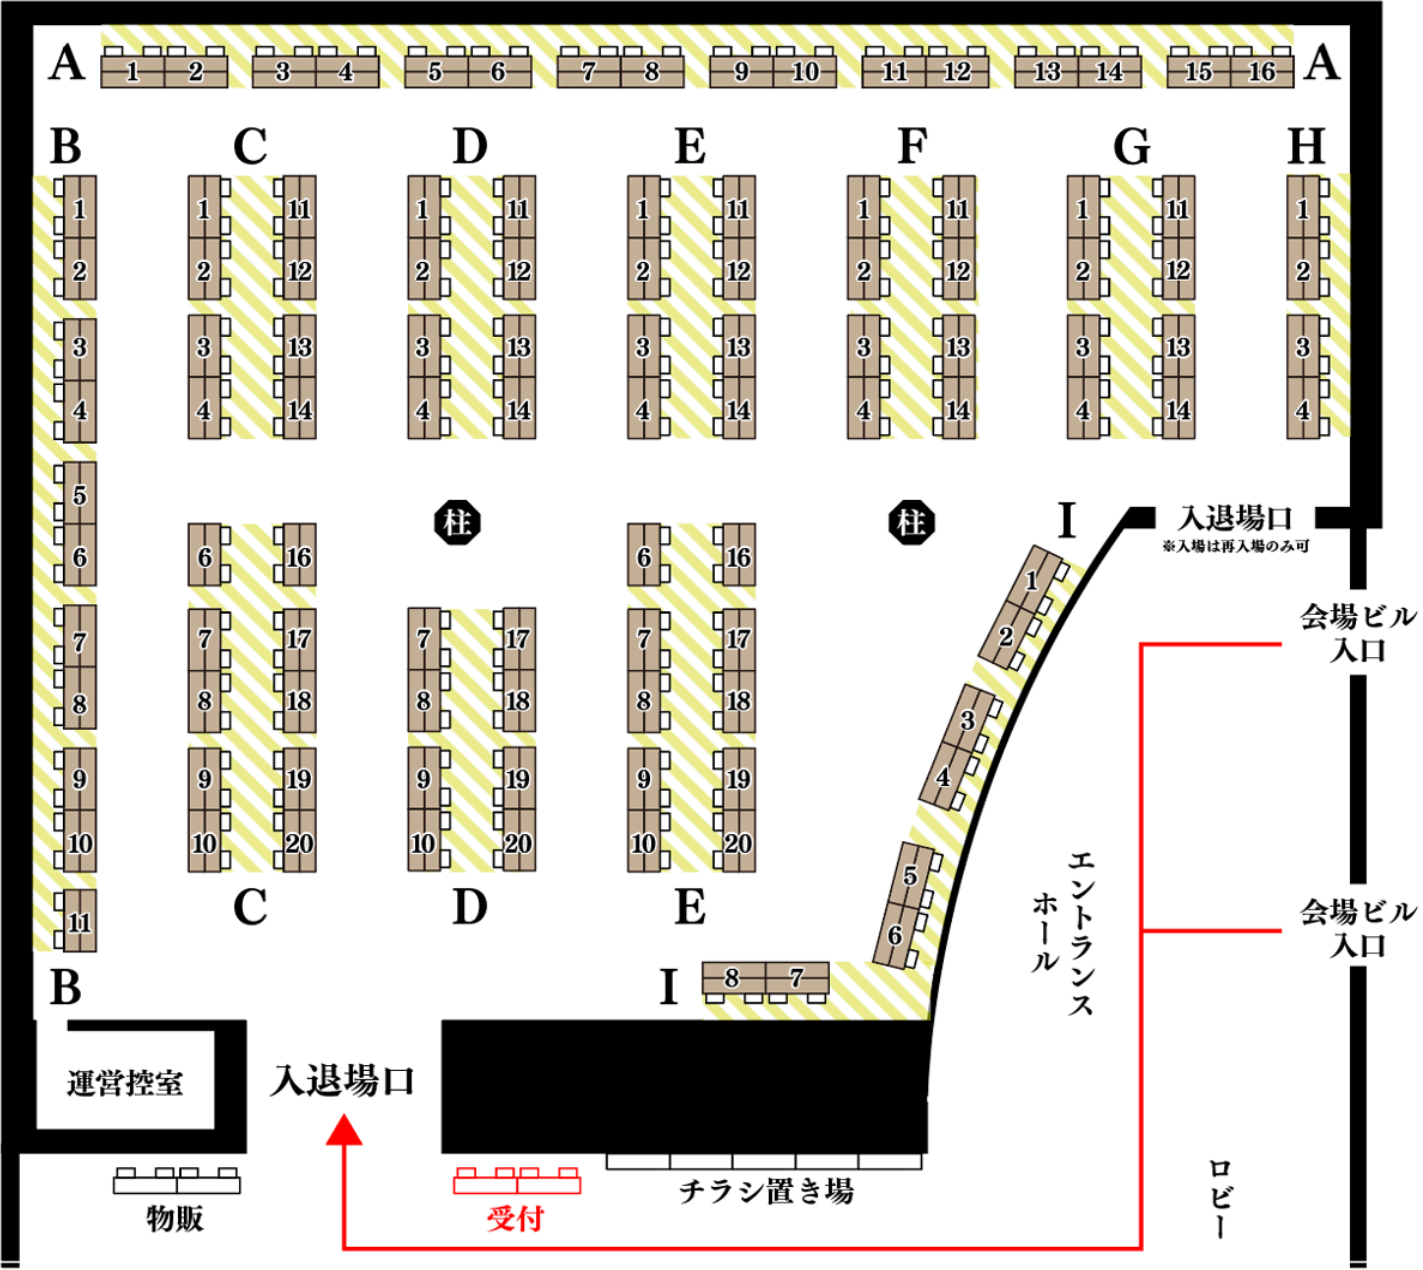 A 1 2 3 4 5 6 7 8 9 10 11 12 13 14 15 16 A
B C D E F G H
1 1 11 1 11 1 11 1 11 1 11 1
2 2 12 2 12 2 12 2 12 2 12 2
3 3 13 3 13 3 13 3 13 3 13 3
4 4 14 4 14 4 14 4 14 4 14 4
5 柱 柱 I 入退場口
※入場は再入場のみ可
6 6 16 6 16 1
会場ビル
入口
7 7 17 7 17 7 17 2
8 8 18 8 18 8 18 3
9 9 19 9 19 9 19 4
10 10 20 10 20 10 20 5
C D E
11 6
エントランス
ホール
会場ビル
入口
B I 8 7
運営控室 入退場口
物販 受付 チラシ置き場
ロビー